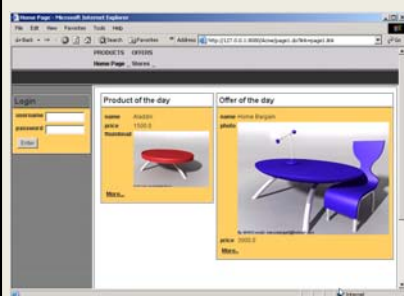 Home Page - Microsoft Internet Explorer
File Edit View Favorites Tools Help
Back Search Favorites Address
PRODUCTS OFFERS
Home Page Stores
Login
username
password
Enter
Product of the day
name Aladdin
price 1500.0
thumbnail
More...
Offer of the day
name Home Bargain
photo
price 3900.0
More...
Internet